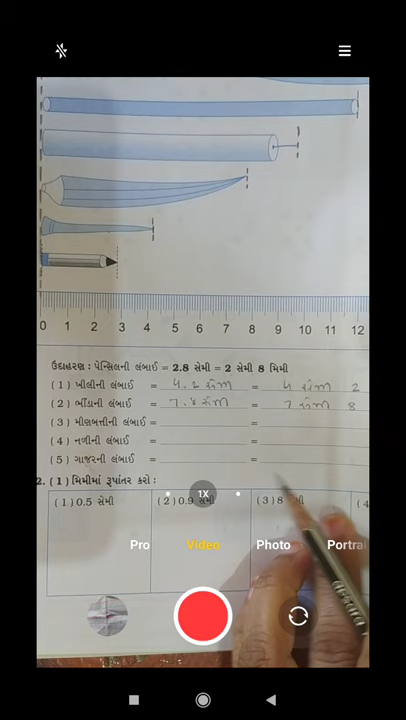 0 1 2 3 4 5 6 7 8 9 10 11 12
ઉદાહરણ : પેન્સિલની લંબાઈ = 2.8 સેમી = 2 સેમી 8 મિમી
(1) ખીલીની લંબાઈ = 4.2 સેમી = 4 સેમી 2
(2) ભીંડાની લંબાઈ = 7.8 સેમી = 7 સેમી 8
(3) મીણબત્તીની લંબાઈ = =
(4) નળીની લંબાઈ = =
(5) ગાજરની લંબાઈ = =
2. (1) મિમીમાં રૂપાંતર કરો :
(1) 0.5 સેમી (2) 0.9 સેમી (3) 8 સેમી (4
1X
Pro Video Photo Portrai